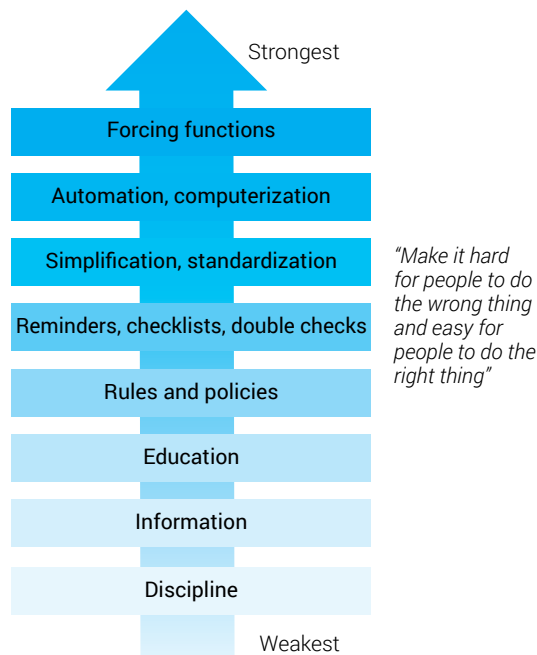 Strongest
Forcing functions
Automation, computerization
Simplification, standardization
“Make it hard
for people to do
the wrong thing
and easy for
people to do the
right thing”
Reminders, checklists, double checks
Rules and policies
Education
Information
Discipline
Weakest